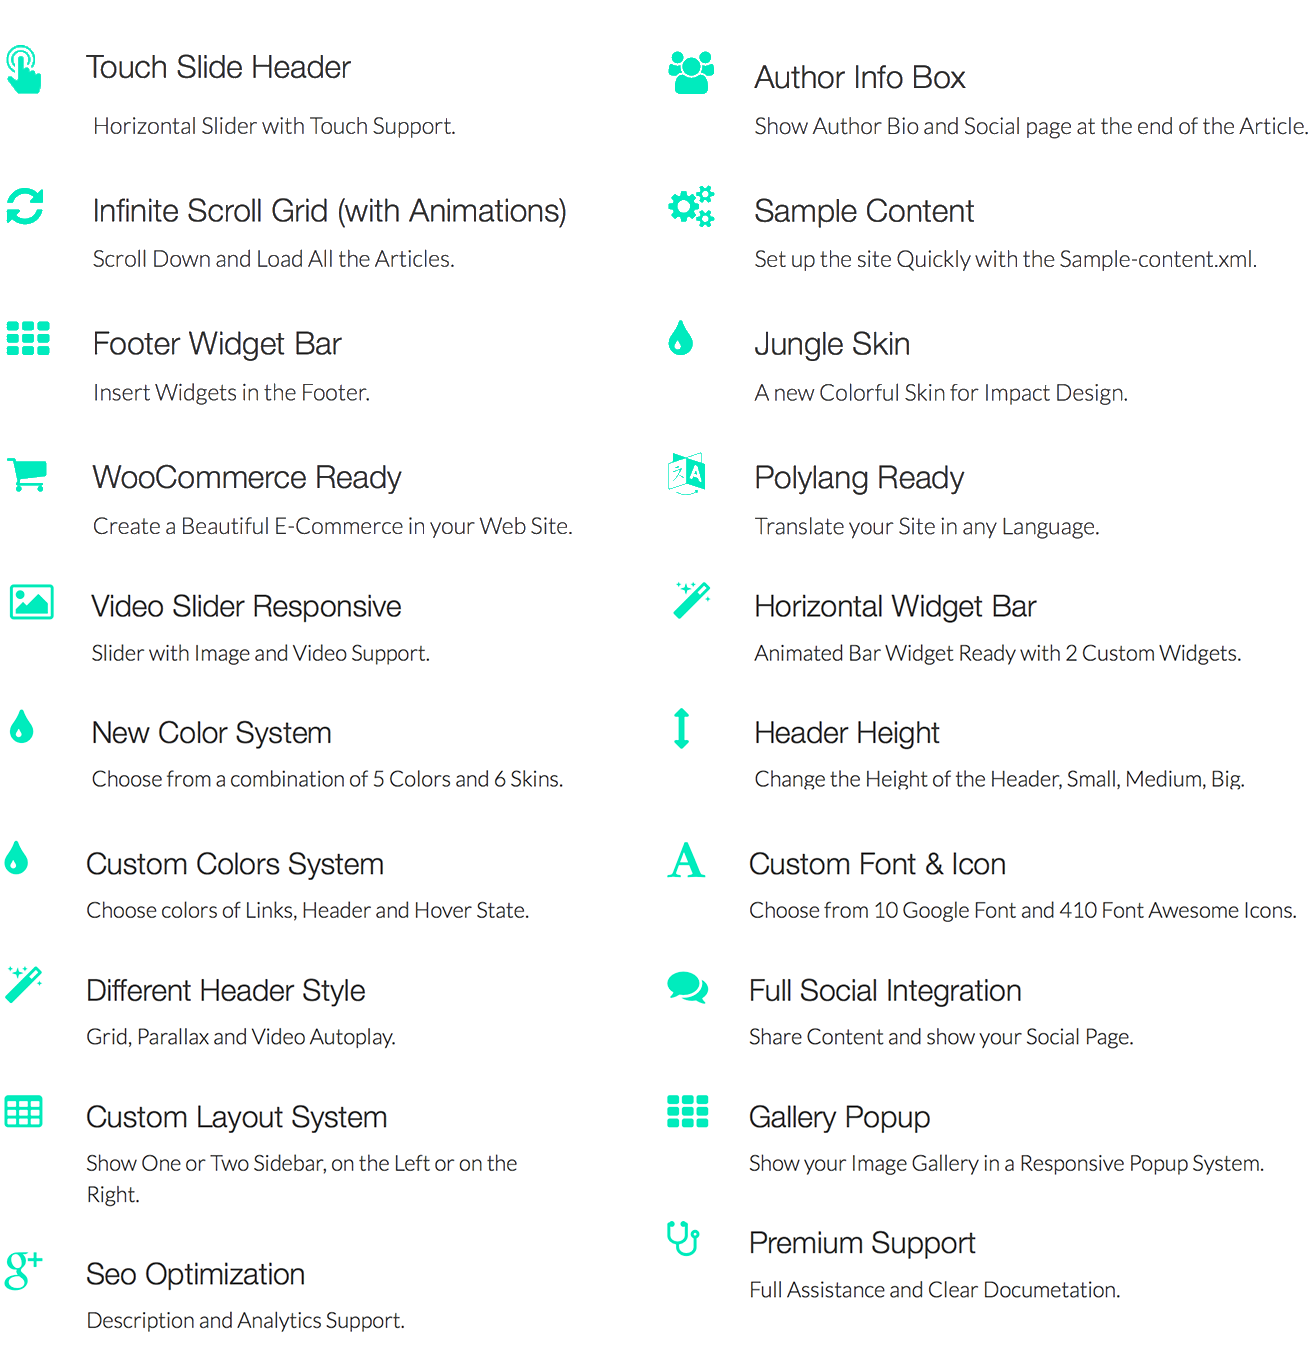 Touch Slide Header
Horizontal Slider with Touch Support.
Infinite Scroll Grid (with Animations)
Scroll Down and Load All the Articles.
Footer Widget Bar
Insert Widgets in the Footer.
WooCommerce Ready
Create a Beautiful E-Commerce in your Web Site.
Video Slider Responsive
Slider with Image and Video Support.
New Color System
Choose from a combination of 5 Colors and 6 Skins.
Custom Colors System
Choose colors of Links, Header and Hover State.
Different Header Style
Grid, Parallax and Video Autoplay.
Custom Layout System
Show One or Two Sidebar, on the Left or on the
Right.
Seo Optimization
Description and Analytics Support.
Author Info Box
Show Author Bio and Social page at the end of the Article.
Sample Content
Set up the site Quickly with the Sample-content.xml.
Jungle Skin
A new Colorful Skin for Impact Design.
Polylang Ready
Translate your Site in any Language.
Horizontal Widget Bar
Animated Bar Widget Ready with 2 Custom Widgets.
Header Height
Change the Height of the Header, Small, Medium, Big.
Custom Font & Icon
Choose from 10 Google Font and 410 Font Awesome Icons.
Full Social Integration
Share Content and show your Social Page.
Gallery Popup
Show your Image Gallery in a Responsive Popup System.
Premium Support
Full Assistance and Clear Documetation.